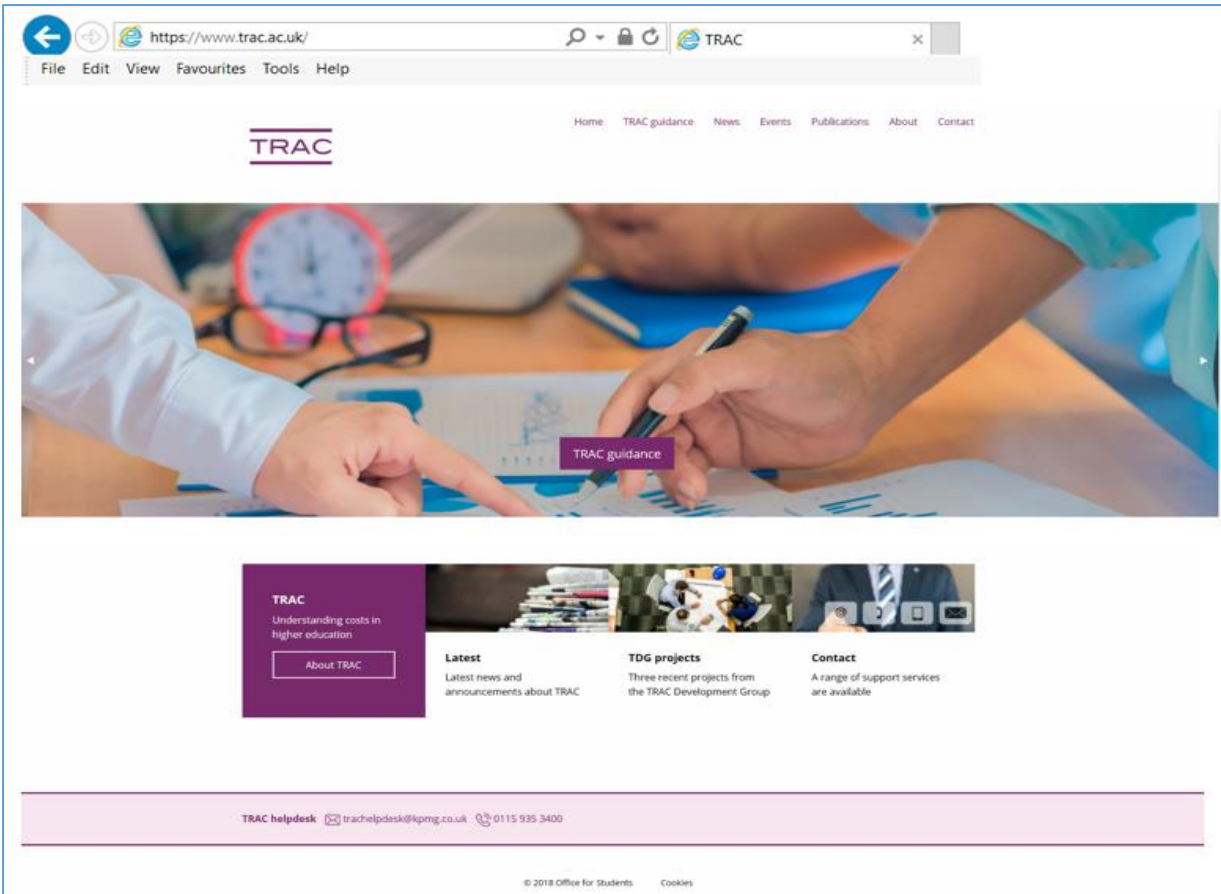 https://www.trac.ac.uk/
TRAC
File Edit View Favourites Tools Help
TRAC
Home TRAC guidance News Events Publications About Contact
TRAC guidance
TRAC
Understanding costs in
higher education
About TRAC
Latest
Latest news and
announcements about TRAC
TDG projects
Three recent projects from
the TRAC Development Group
Contact
A range of support services
are available
TRAC helpdesk trachelpdesk@kpmg.co.uk 0115 935 3400
© 2018 Office for Students Cookies